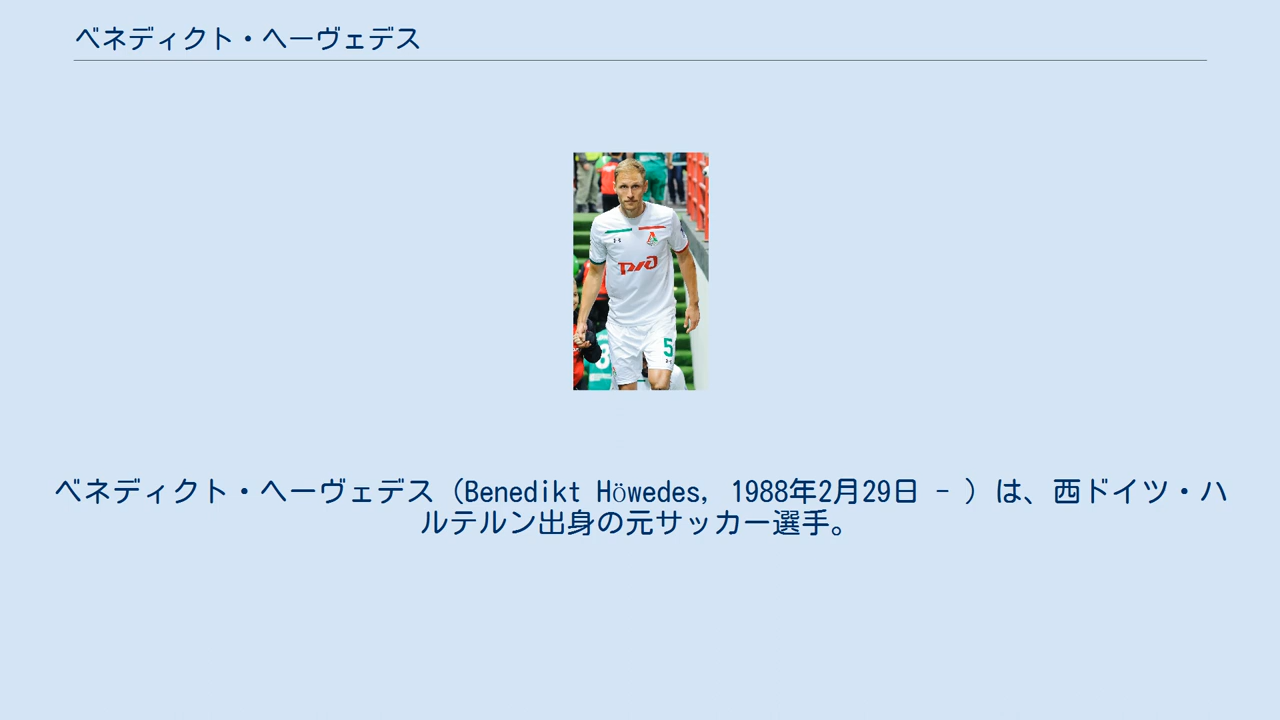 ベネディクト・ヘーヴェデス
РЖД
5
ベネディクト・ヘーヴェデス（Benedikt Höwedes, 1988年2月29日 - ）は、西ドイツ・ハ
ルテルン出身の元サッカー選手。